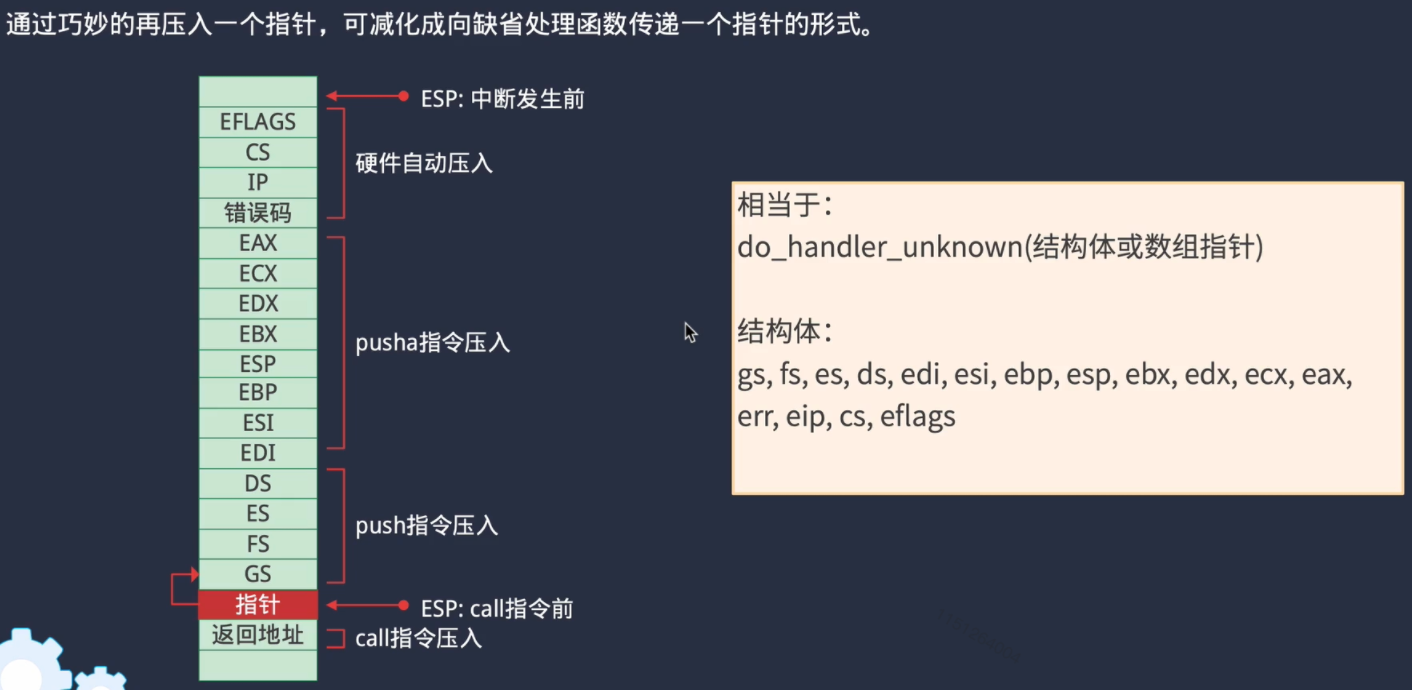 通过巧妙的再压入一个指针，可减化成向缺省处理函数传递一个指针的形式。
ESP: 中断发生前
EFLAGS
CS
IP
错误码
硬件自动压入
EAX
ECX
EDX
EBX
ESP
EBP
ESI
EDI
pusha指令压入
DS
ES
FS
GS
push指令压入
指针
ESP: call指令前
返回地址
call指令压入
相当于：
do_handler_unknown(结构体或数组指针)
结构体：
gs, fs, es, ds, edi, esi, ebp, esp, ebx, edx, ecx, eax,
err, eip, cs, eflags